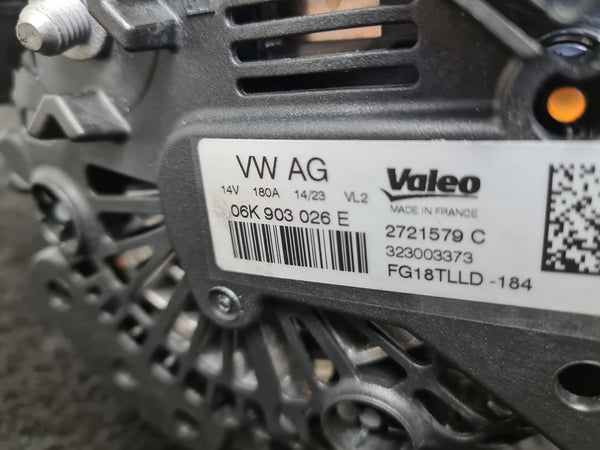 VW AG
14V 180A 14/23 VL2
06K 903 026 E
Valeo
MADE IN FRANCE
2721579 C
323003373
FG18TLLD -184